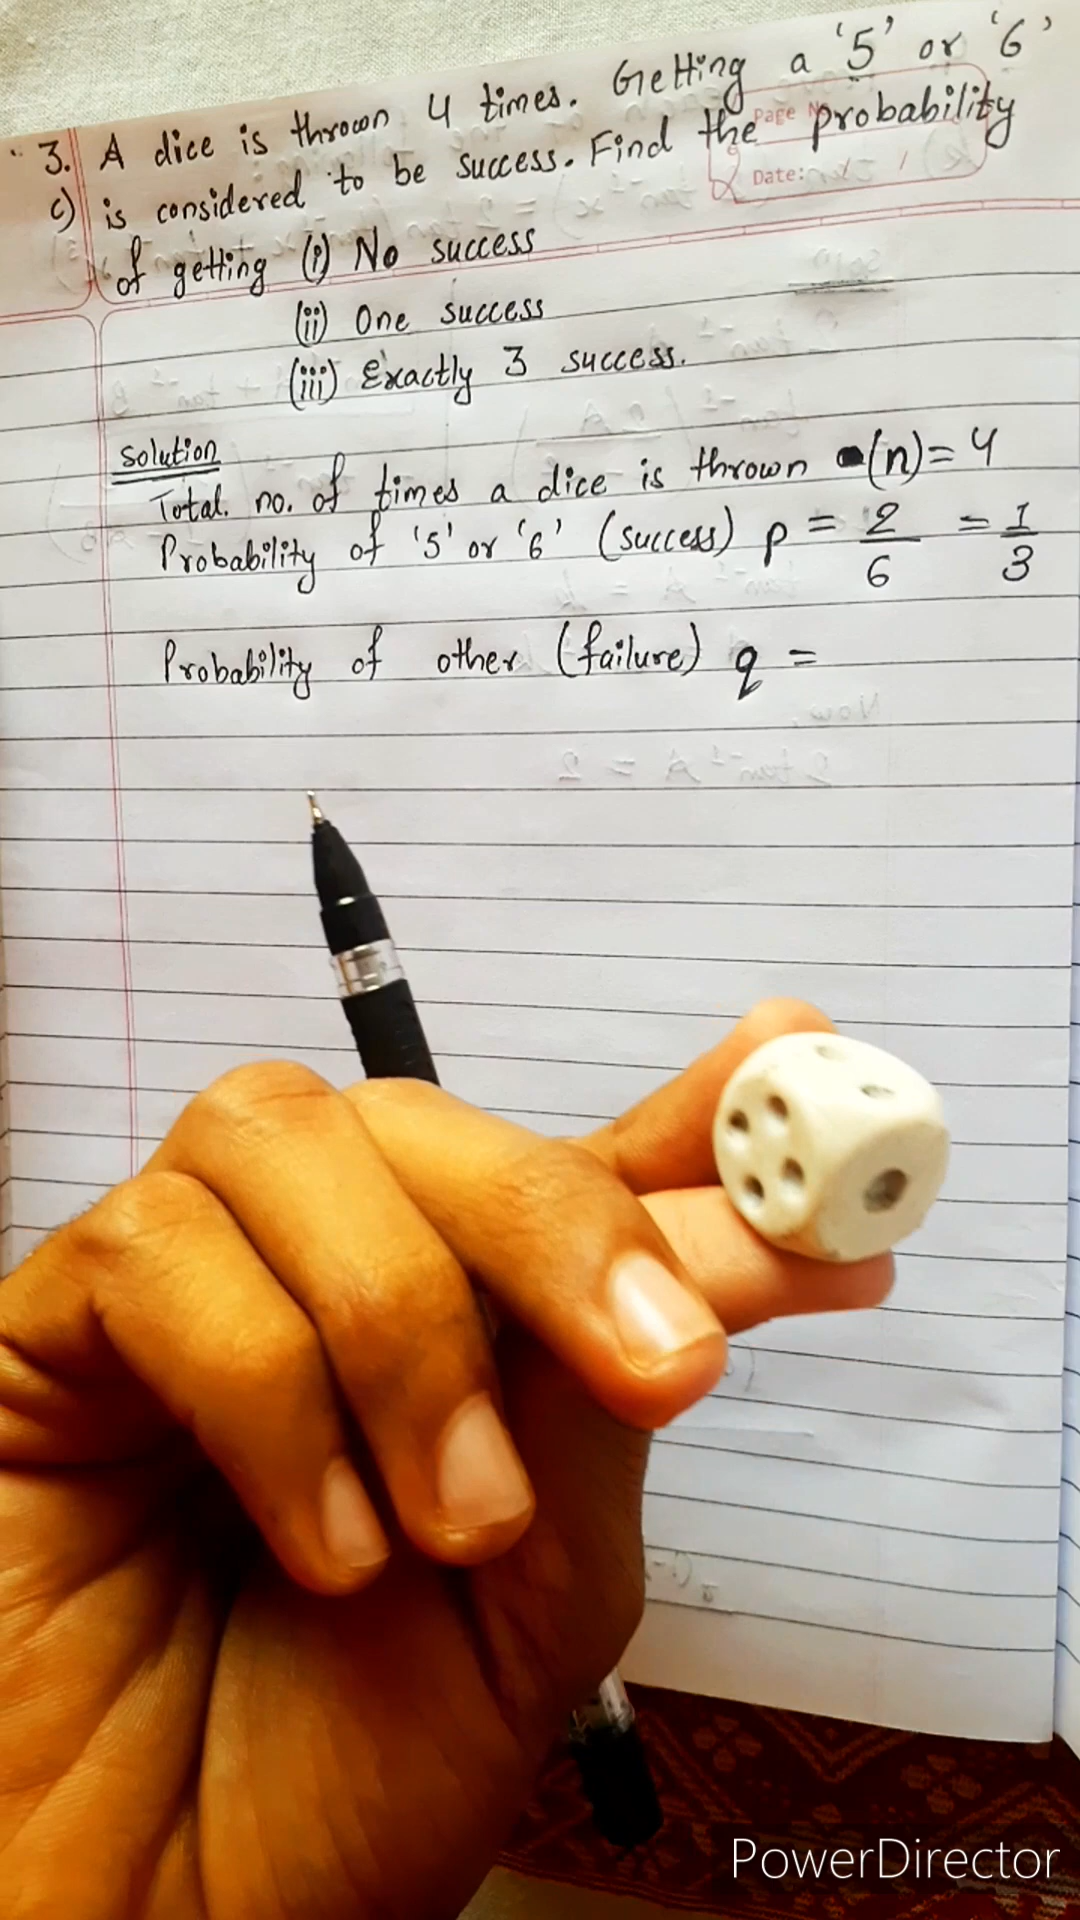 3. A dice is thrown 4 times. Getting a '5' or '6'
c) is considered to be success. Find the probability
Page No
Date: / /
of getting (i) No success
(ii) One success
(iii) Exactly 3 success.
Solution
Total. no. of times a dice is thrown (n) = 4
Probability of '5' or '6' (success) p = 2/6 = 1/3
Probability of other (failure) q =
PowerDirector